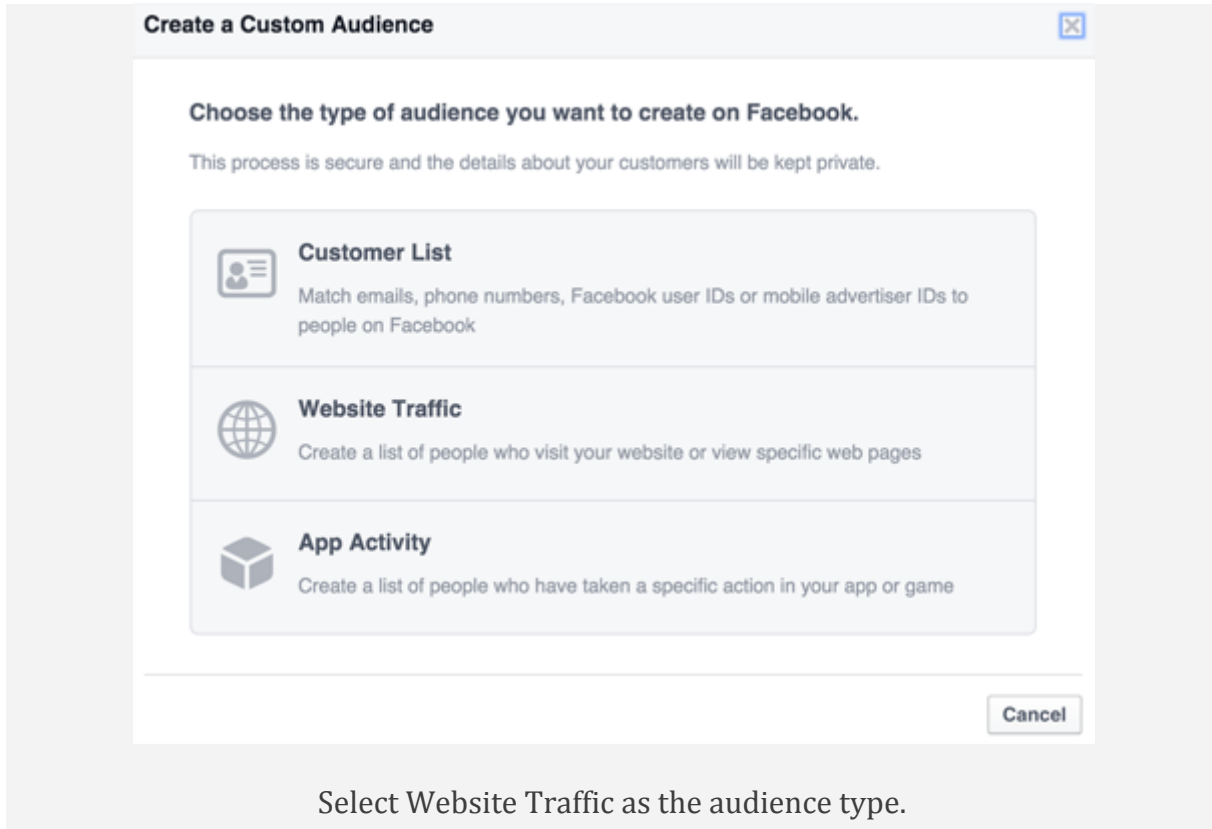 Create a Custom Audience
Choose the type of audience you want to create on Facebook.
This process is secure and the details about your customers will be kept private.
Customer List
Match emails, phone numbers, Facebook user IDs or mobile advertiser IDs to
people on Facebook
Website Traffic
Create a list of people who visit your website or view specific web pages
App Activity
Create a list of people who have taken a specific action in your app or game
Cancel
Select Website Traffic as the audience type.